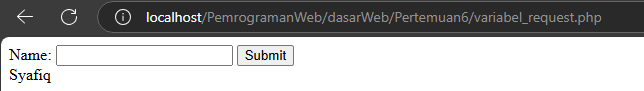 localhost/PemrogramanWeb/dasarWeb/Pertemuan6/variabel_request.php
Name: Submit
Syafiq